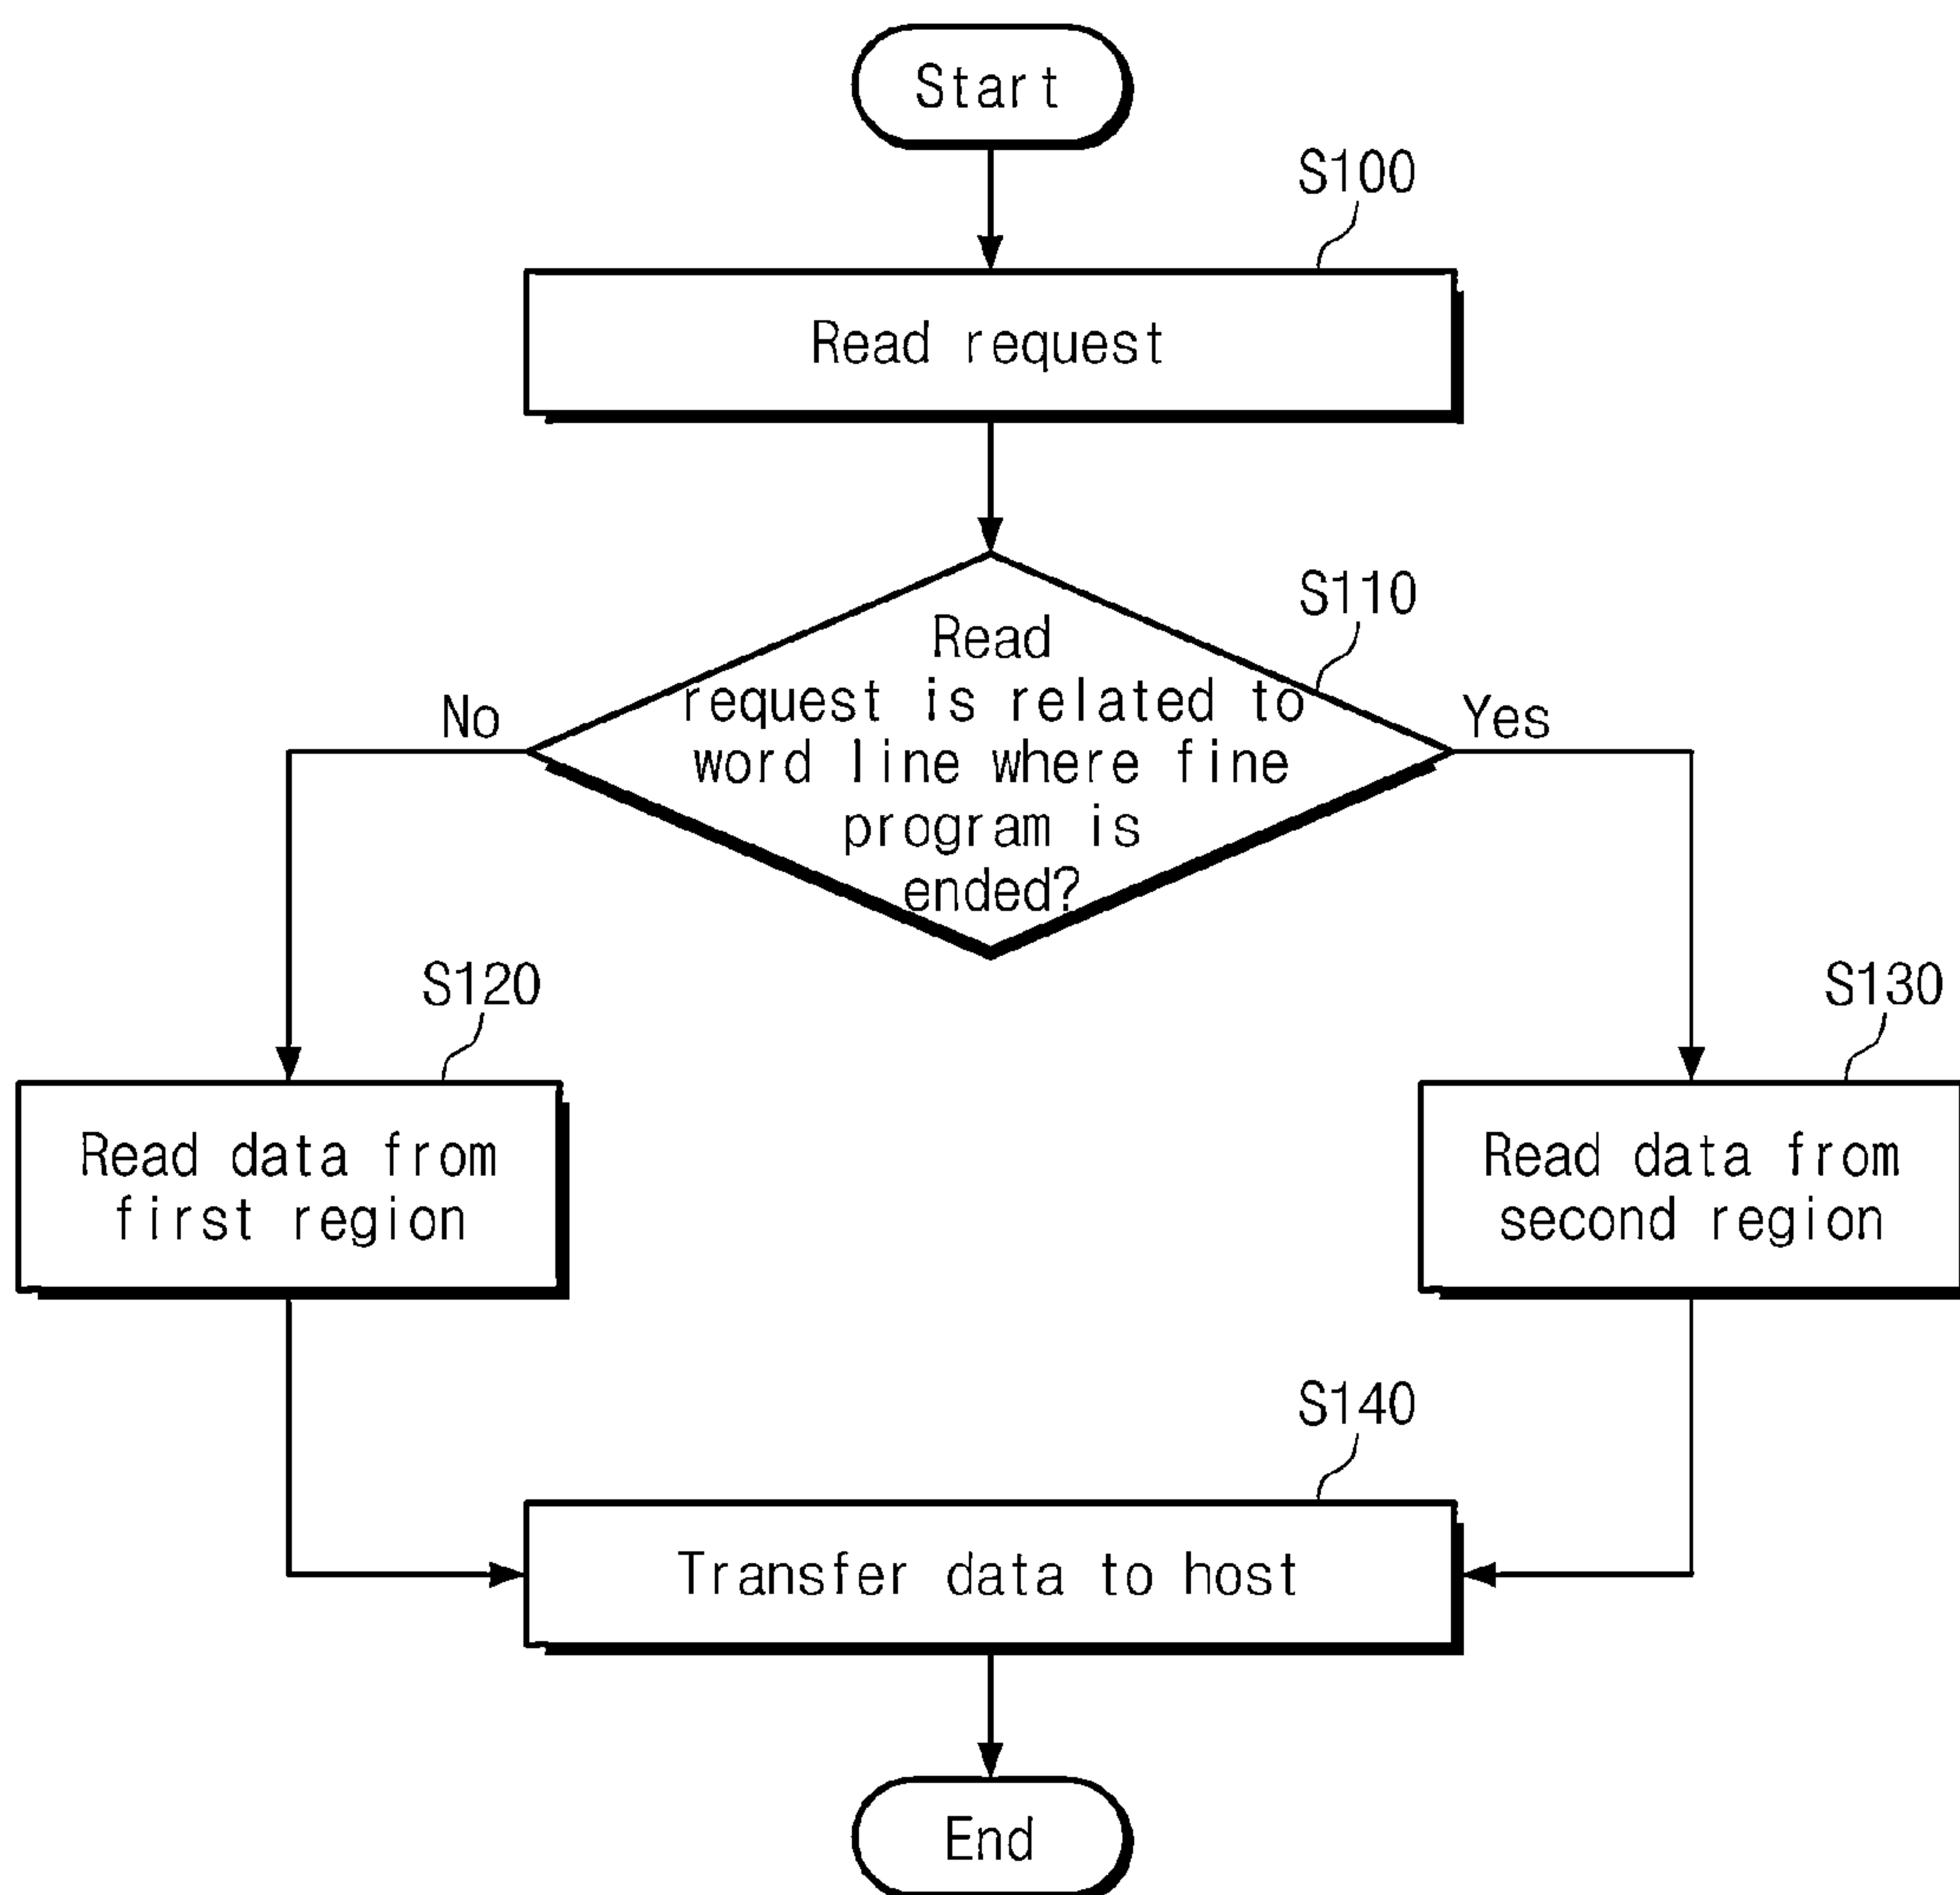 Start
S100
Read request
S110
Read
request is related to
word line where fine
program is
ended?
No
Yes
S120
S130
Read data from
first region
Read data from
second region
S140
Transfer data to host
End